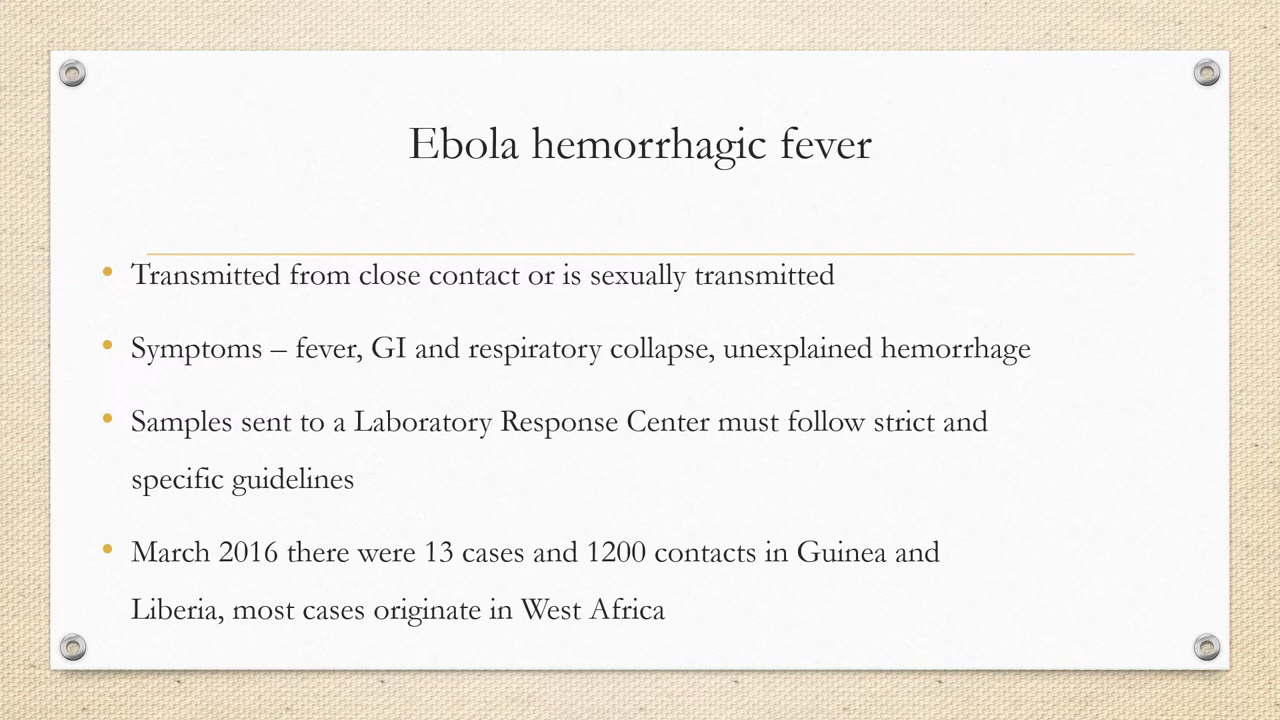 Ebola hemorrhagic fever
• Transmitted from close contact or is sexually transmitted
• Symptoms – fever, GI and respiratory collapse, unexplained hemorrhage
• Samples sent to a Laboratory Response Center must follow strict and
specific guidelines
• March 2016 there were 13 cases and 1200 contacts in Guinea and
Liberia, most cases originate in West Africa